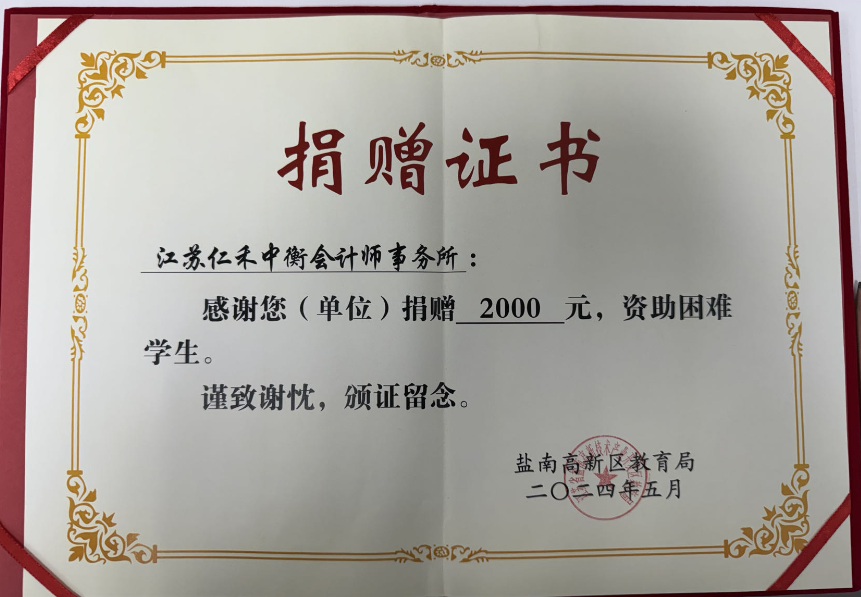 捐赠证书
江苏仁禾中衡会计师事务所：
感谢您（单位）捐赠 2000 元，资助困难
学生。
谨致谢忱，颁证留念。
盐南高新区教育局
二〇二四年五月